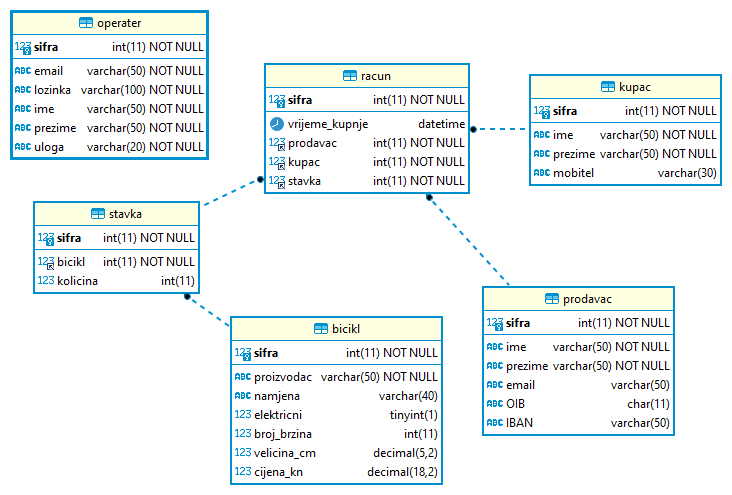 operater
123 sifra int(11) NOT NULL
ABC email varchar(50) NOT NULL
ABC lozinka varchar(100) NOT NULL
ABC ime varchar(50) NOT NULL
ABC prezime varchar(50) NOT NULL
ABC uloga varchar(20) NOT NULL
racun
123 sifra int(11) NOT NULL
vrijeme_kupnje datetime
123 prodavac int(11) NOT NULL
123 kupac int(11) NOT NULL
123 stavka int(11) NOT NULL
kupac
123 sifra int(11) NOT NULL
ABC ime varchar(50) NOT NULL
ABC prezime varchar(50) NOT NULL
ABC mobitel varchar(30)
stavka
123 sifra int(11) NOT NULL
123 bicikl int(11) NOT NULL
123 kolicina int(11)
bicikl
123 sifra int(11) NOT NULL
ABC proizvodac varchar(50) NOT NULL
ABC namjena varchar(40)
123 elektricni tinyint(1)
123 broj_brzina int(11)
123 velicina_cm decimal(5,2)
123 cijena_kn decimal(18,2)
prodavac
123 sifra int(11) NOT NULL
ABC ime varchar(50) NOT NULL
ABC prezime varchar(50) NOT NULL
ABC email varchar(50)
ABC OIB char(11)
ABC IBAN varchar(50)